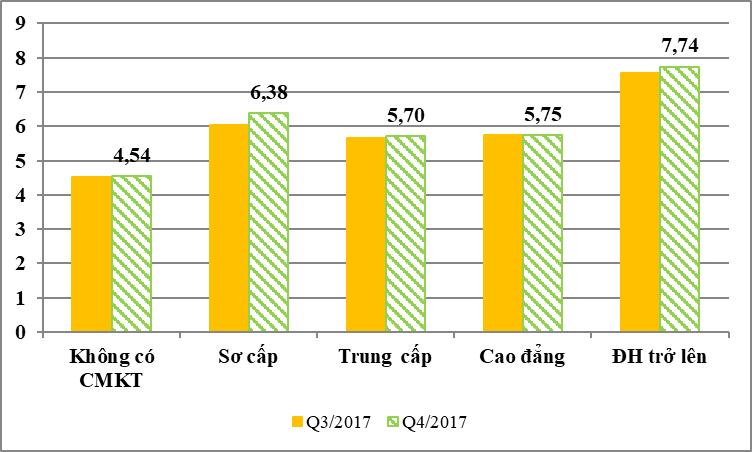 9
8
7
6
5
4
3
2
1
0
4,54
6,38
5,70
5,75
7,74
Không có
CMKT
Sơ cấp
Trung cấp
Cao đẳng
ĐH trở lên
Q3/2017
Q4/2017